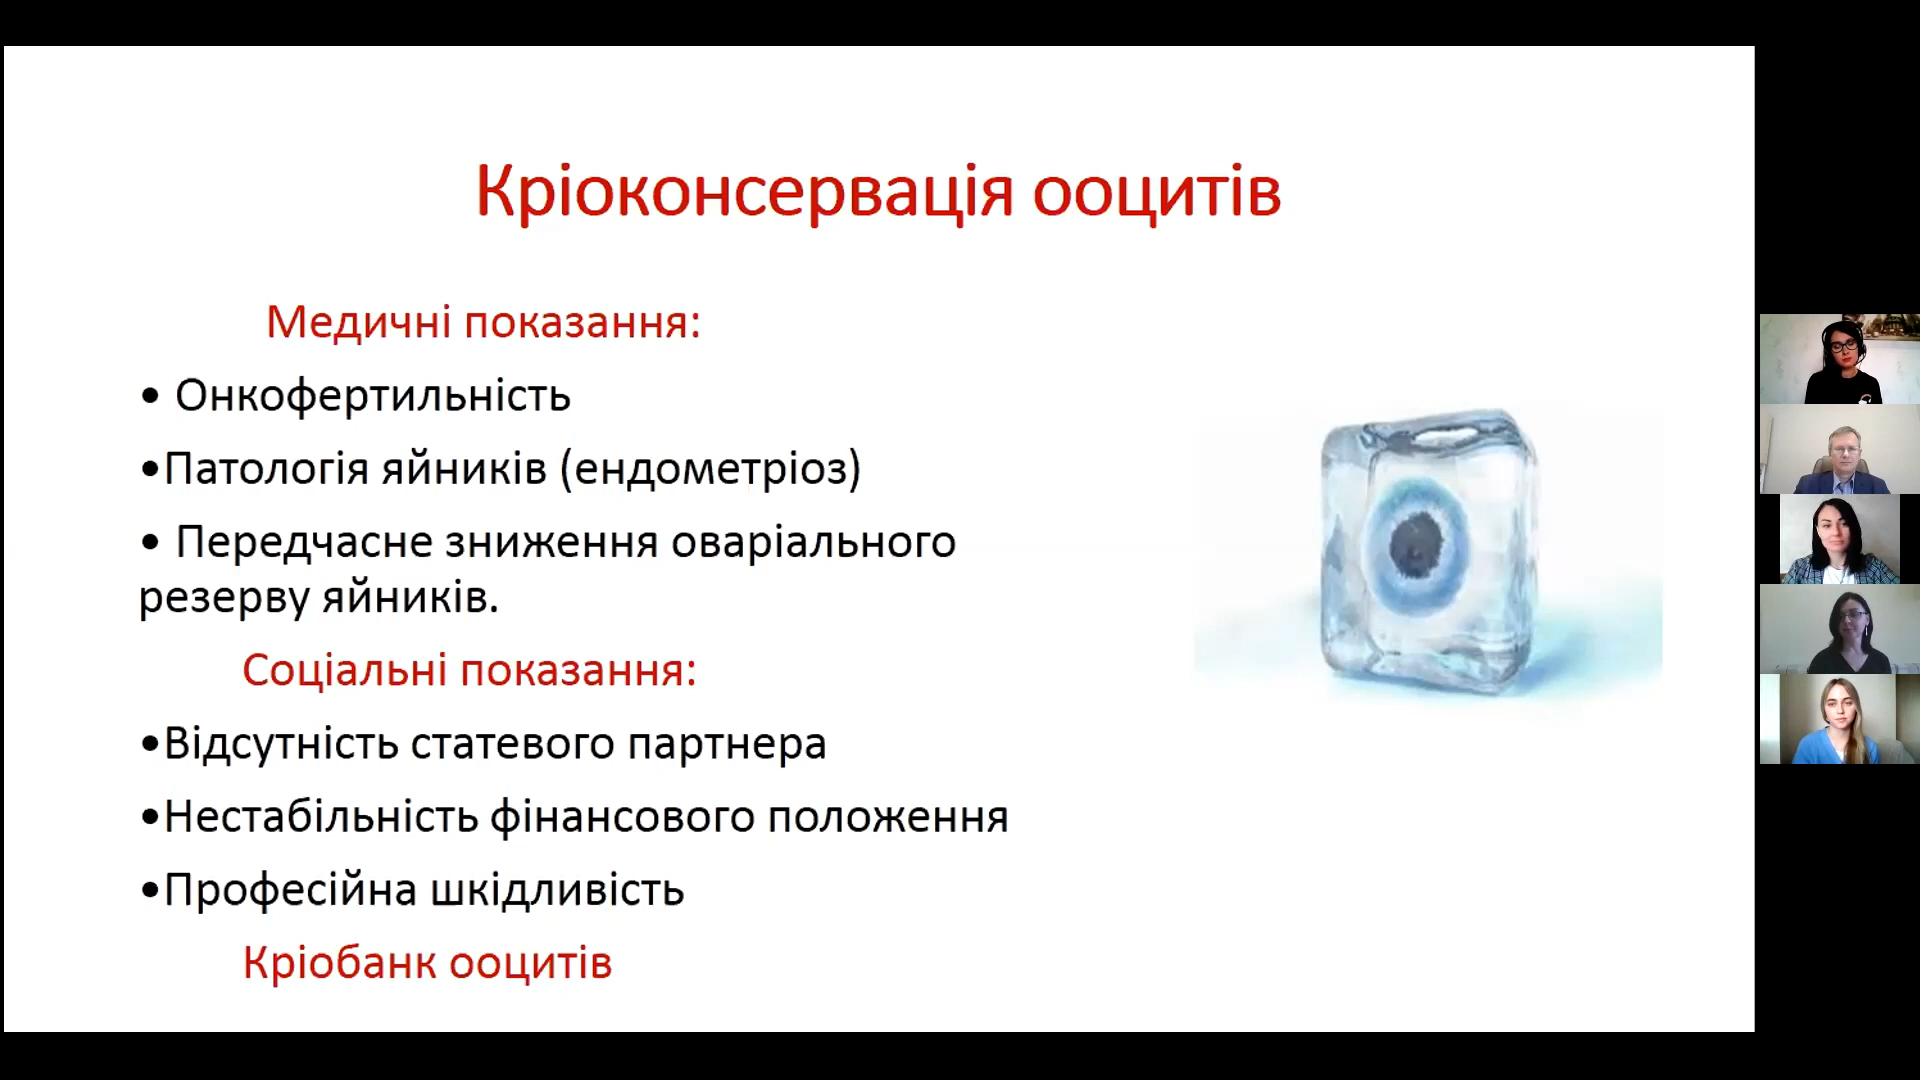 Кріоконсервація ооцитів
Медичні показання:
• Онкофертильність
•Патологія яйників (ендометріоз)
• Передчасне зниження оваріального
резерву яйників.
Соціальні показання:
•Відсутність статевого партнера
•Нестабільність фінансового положення
•Професійна шкідливість
Кріобанк ооцитів